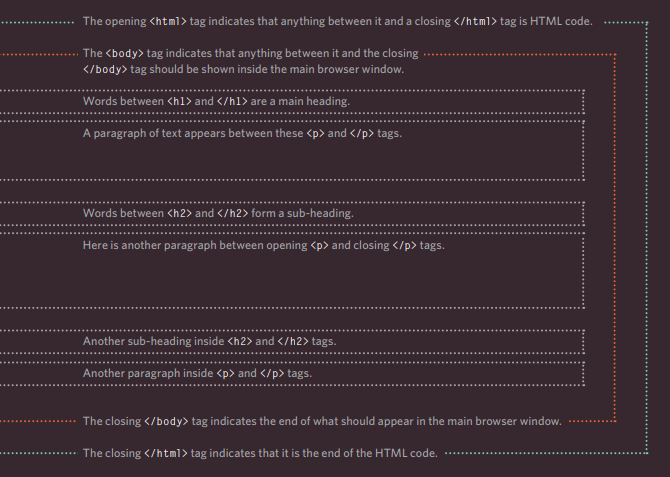 The opening <html> tag indicates that anything between it and a closing </html> tag is HTML code.
The <body> tag indicates that anything between it and the closing
</body> tag should be shown inside the main browser window.
Words between <h1> and </h1> are a main heading.
A paragraph of text appears between these <p> and </p> tags.
Words between <h2> and </h2> form a sub-heading.
Here is another paragraph between opening <p> and closing </p> tags.
Another sub-heading inside <h2> and </h2> tags.
Another paragraph inside <p> and </p> tags.
The closing </body> tag indicates the end of what should appear in the main browser window.
The closing </html> tag indicates that it is the end of the HTML code.